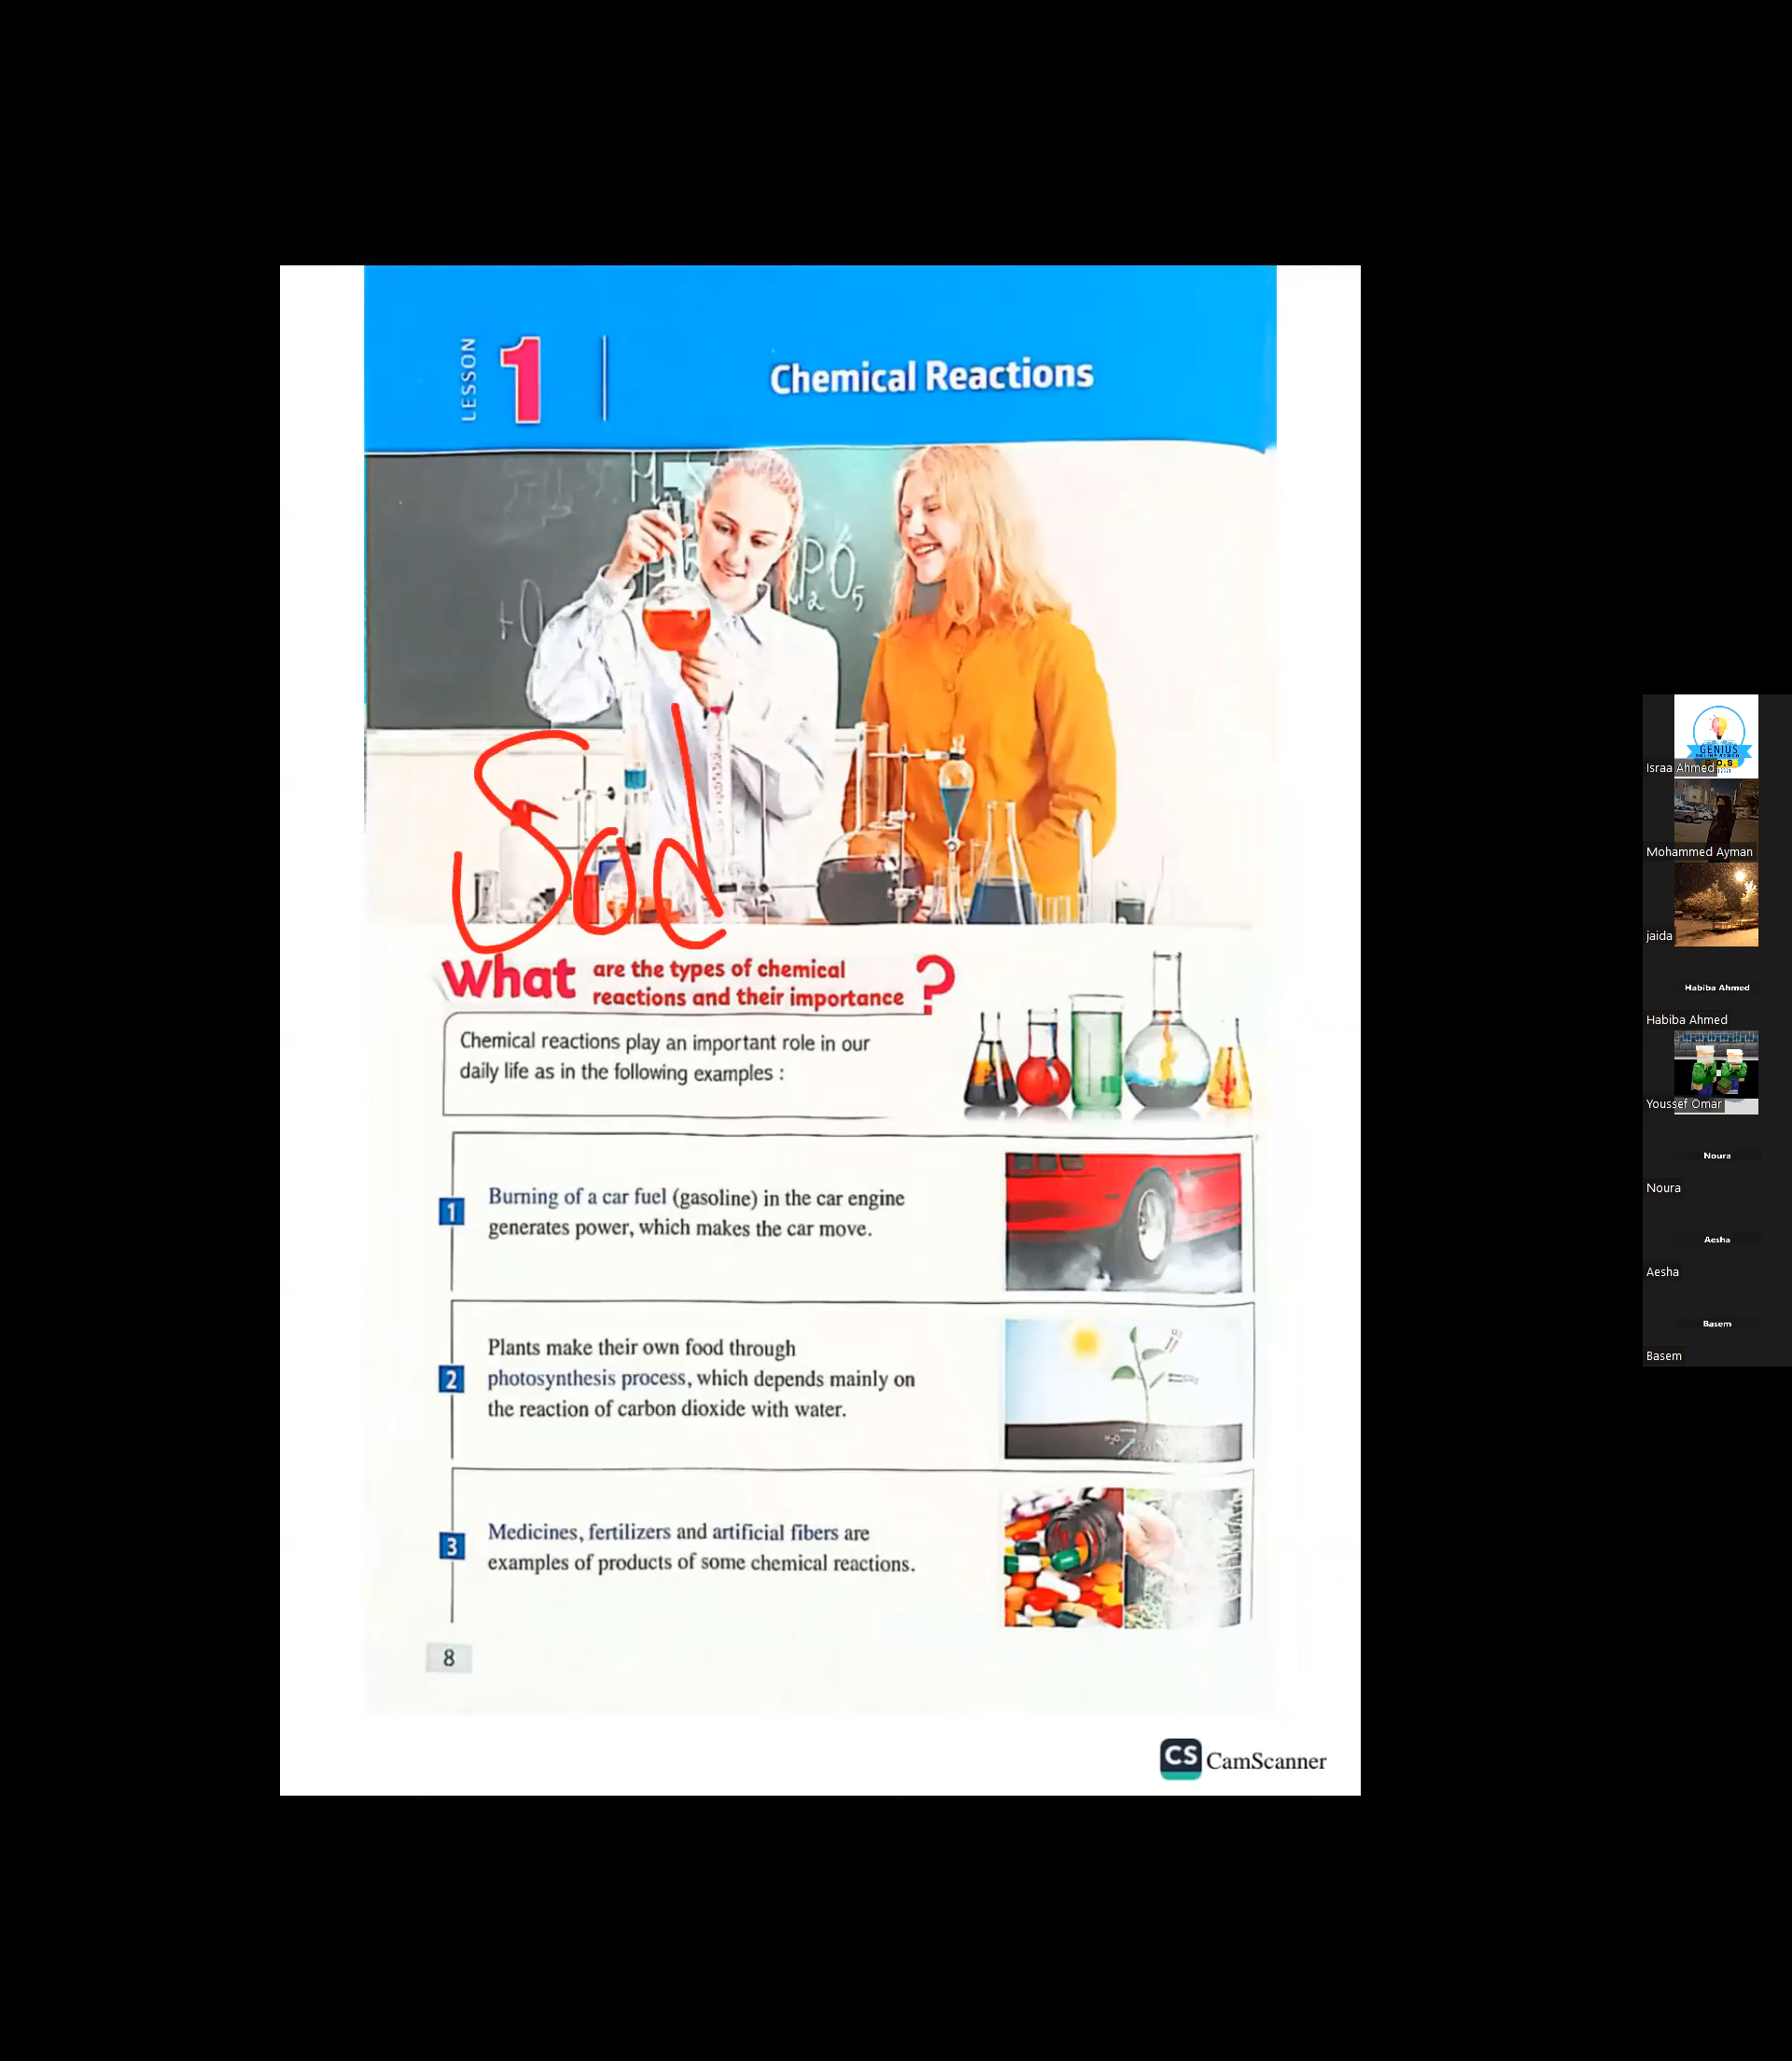 LESSON
1
Chemical Reactions
P2O5
+O
Sad
What are the types of chemical
reactions and their importance ?
Chemical reactions play an important role in our
daily life as in the following examples :
1
Burning of a car fuel (gasoline) in the car engine
generates power, which makes the car move.
2
Plants make their own food through
photosynthesis process, which depends mainly on
the reaction of carbon dioxide with water.
H2O
3
Medicines, fertilizers and artificial fibers are
examples of products of some chemical reactions.
8
CS CamScanner
GENIUS
Israa Ahmed
Mohammed Ayman
jaida
Habiba Ahmed
Habiba Ahmed
Youssef Omar
Noura
Noura
Aesha
Aesha
Basem
Basem